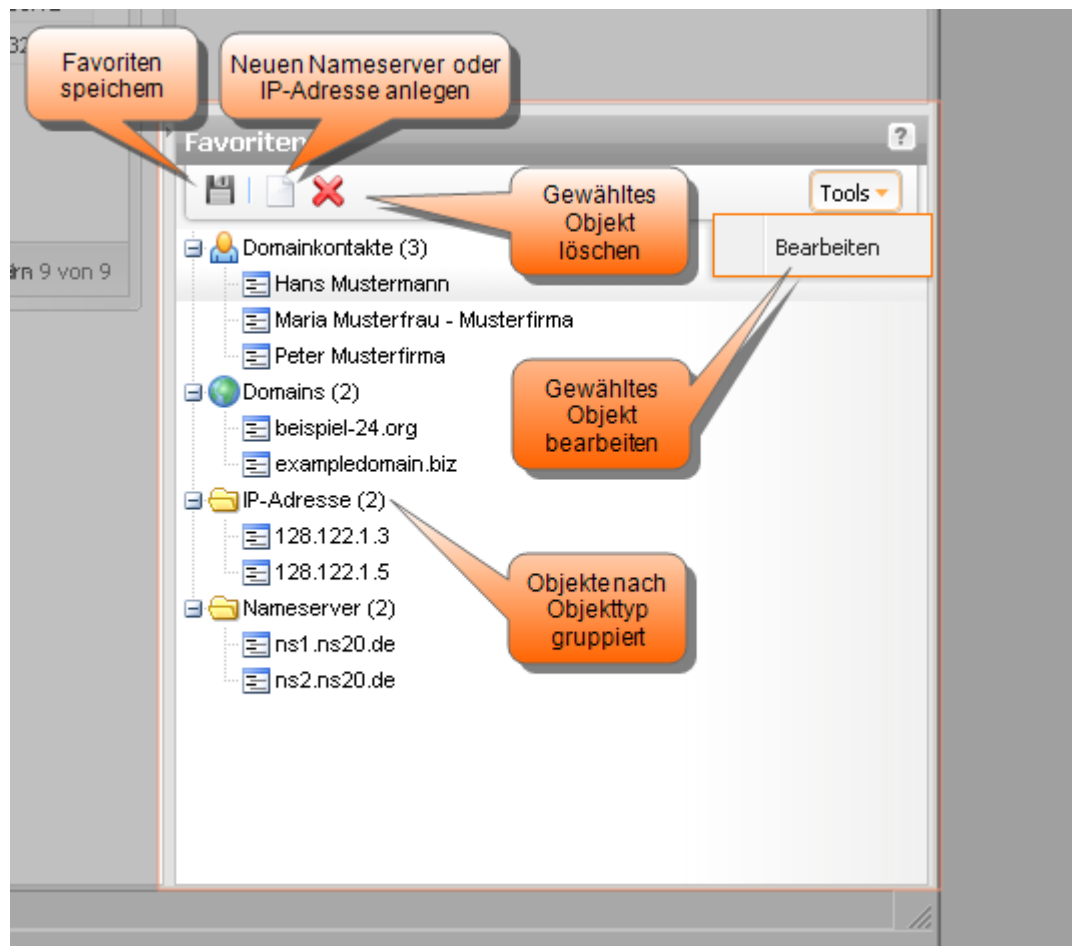 Favoriten
speichern
Neuen Nameserver oder
IP-Adresse anlegen
Favoriten
?
Gewähltes
Objekt
löschen
Tools
Bearbeiten
9 von 9
Domainkontakte (3)
Hans Mustermann
Maria Musterfrau - Musterfirma
Peter Musterfirma
Gewähltes
Objekt
bearbeiten
Domains (2)
beispiel-24.org
exampledomain.biz
IP-Adresse (2)
128.122.1.3
128.122.1.5
Objekte nach
Objekttyp
gruppiert
Nameserver (2)
ns1.ns20.de
ns2.ns20.de